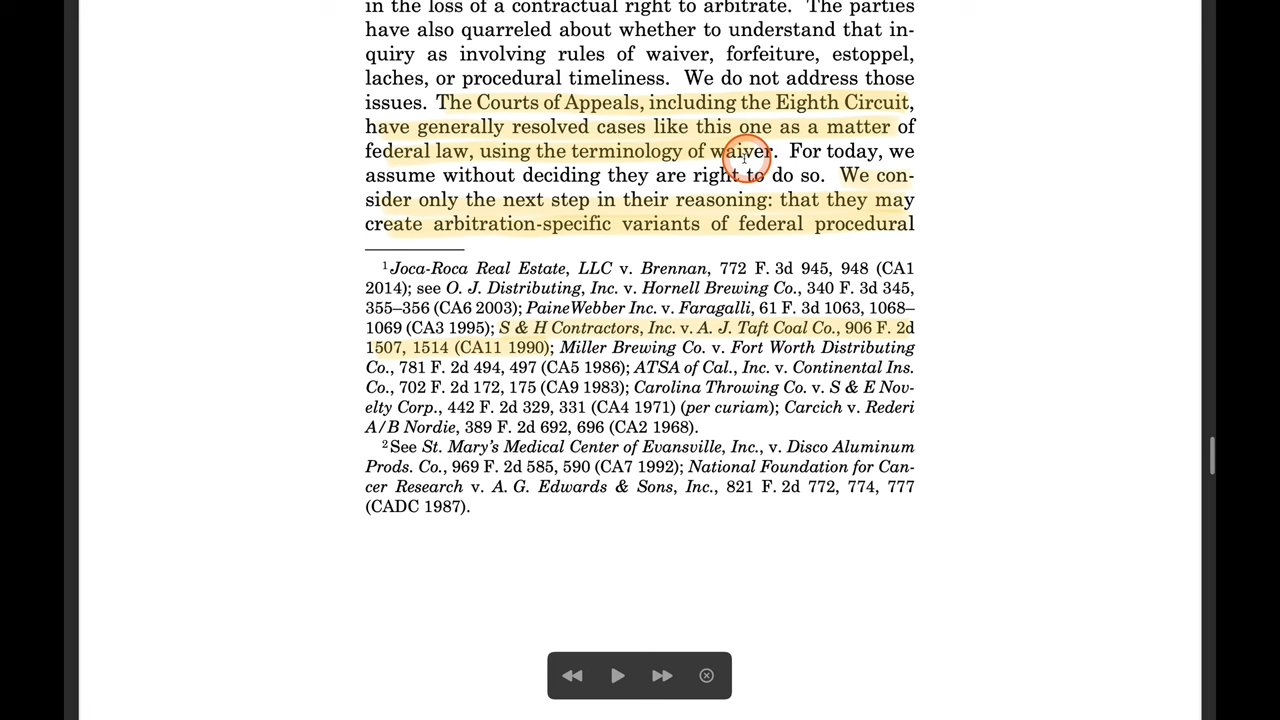 in the loss of a contractual right to arbitrate. The parties
have also quarreled about whether to understand that in-
quiry as involving rules of waiver, forfeiture, estoppel,
laches, or procedural timeliness. We do not address those
issues. The Courts of Appeals, including the Eighth Circuit,
have generally resolved cases like this one as a matter of
federal law, using the terminology of waiver. For today, we
assume without deciding they are right to do so. We con-
sider only the next step in their reasoning: that they may
create arbitration-specific variants of federal procedural
1 Joca-Roca Real Estate, LLC v. Brennan, 772 F. 3d 945, 948 (CA1
2014); see O. J. Distributing, Inc. v. Hornell Brewing Co., 340 F. 3d 345,
355–356 (CA6 2003); PaineWebber Inc. v. Faragalli, 61 F. 3d 1063, 1068–
1069 (CA3 1995); S & H Contractors, Inc. v. A. J. Taft Coal Co., 906 F. 2d
1507, 1514 (CA11 1990); Miller Brewing Co. v. Fort Worth Distributing
Co., 781 F. 2d 494, 497 (CA5 1986); ATSA of Cal., Inc. v. Continental Ins.
Co., 702 F. 2d 172, 175 (CA9 1983); Carolina Throwing Co. v. S & E Nov-
elty Corp., 442 F. 2d 329, 331 (CA4 1971) (per curiam); Carcich v. Rederi
A/B Nordie, 389 F. 2d 692, 696 (CA2 1968).
2 See St. Mary's Medical Center of Evansville, Inc., v. Disco Aluminum
Prods. Co., 969 F. 2d 585, 590 (CA7 1992); National Foundation for Can-
cer Research v. A. G. Edwards & Sons, Inc., 821 F. 2d 772, 774, 777
(CADC 1987).